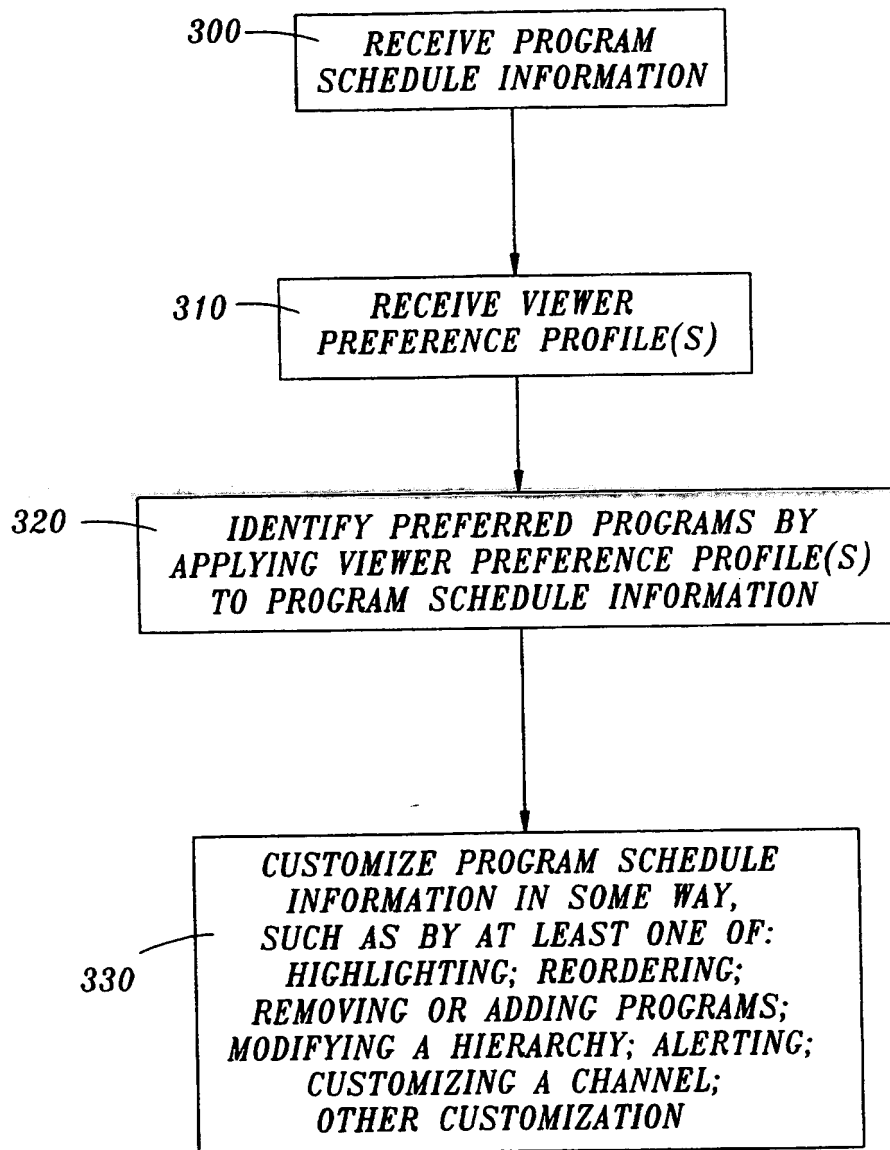 300
RECEIVE PROGRAM
SCHEDULE INFORMATION
310
RECEIVE VIEWER
PREFERENCE PROFILE(S)
320
IDENTIFY PREFERRED PROGRAMS BY
APPLYING VIEWER PREFERENCE PROFILE(S)
TO PROGRAM SCHEDULE INFORMATION
330
CUSTOMIZE PROGRAM SCHEDULE
INFORMATION IN SOME WAY,
SUCH AS BY AT LEAST ONE OF:
HIGHLIGHTING; REORDERING;
REMOVING OR ADDING PROGRAMS;
MODIFYING A HIERARCHY; ALERTING;
CUSTOMIZING A CHANNEL;
OTHER CUSTOMIZATION